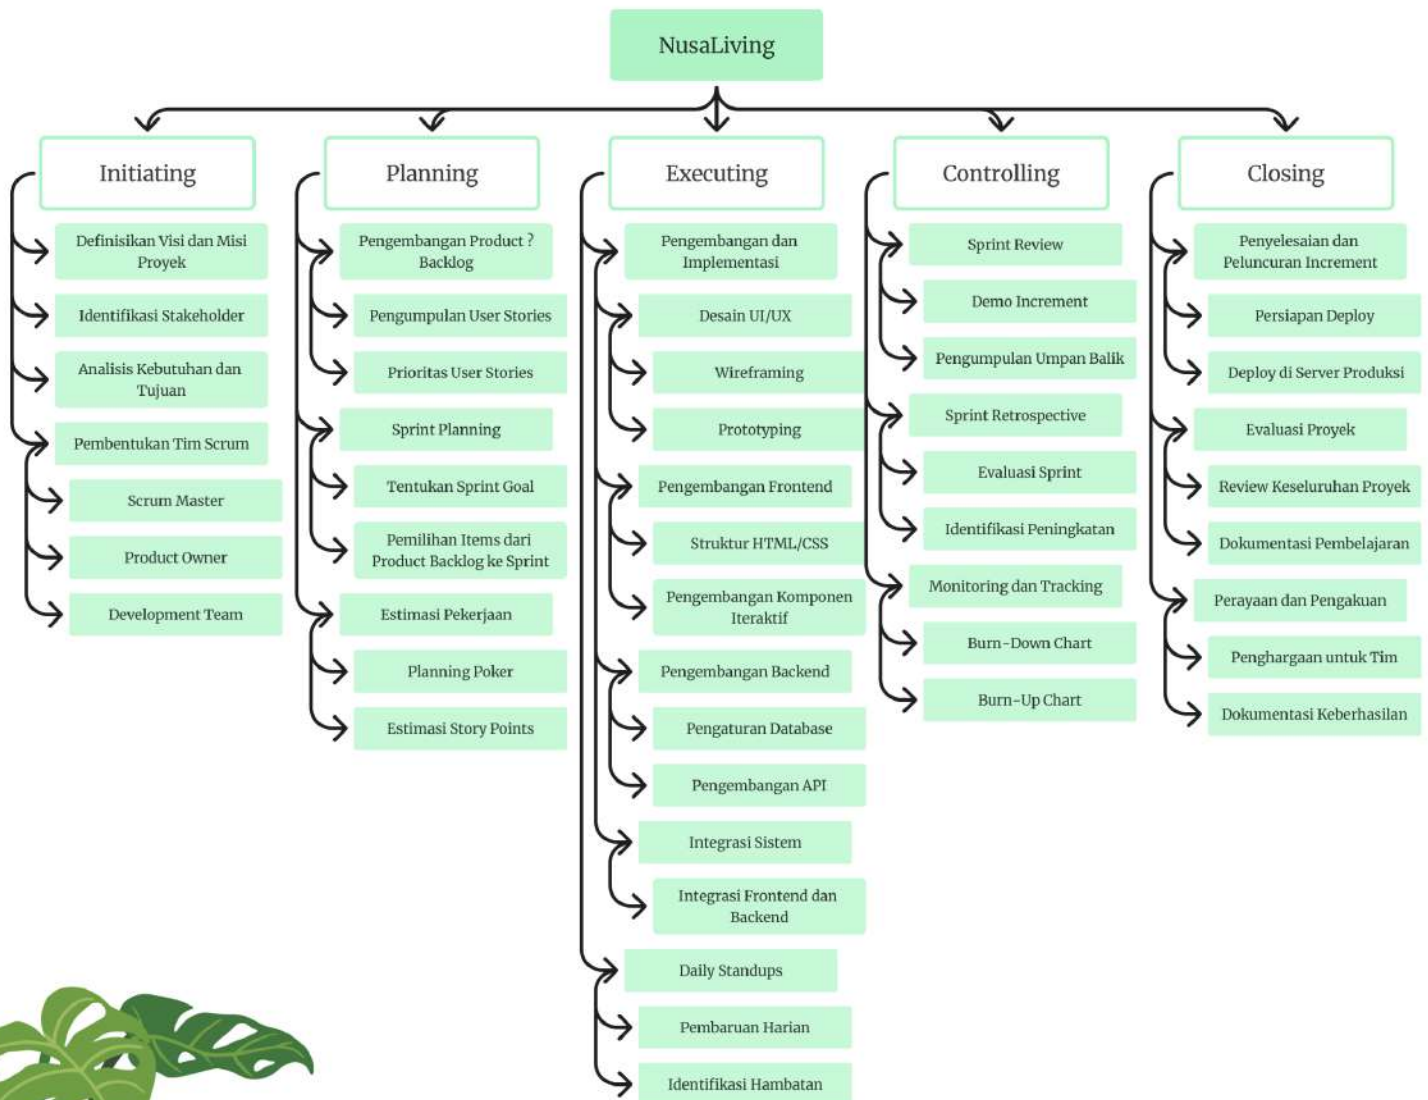 NusaLiving
Initiating
Definisikan Visi dan Misi
Proyek
Identifikasi Stakeholder
Analisis Kebutuhan dan
Tujuan
Pembentukan Tim Scrum
Scrum Master
Product Owner
Development Team
Planning
Pengembangan Product ?
Backlog
Pengumpulan User Stories
Prioritas User Stories
Sprint Planning
Tentukan Sprint Goal
Pemilihan Items dari
Product Backlog ke Sprint
Estimasi Pekerjaan
Planning Poker
Estimasi Story Points
Executing
Pengembangan dan
Implementasi
Desain UI/UX
Wireframing
Prototyping
Pengembangan Frontend
Struktur HTML/CSS
Pengembangan Komponen
Iteraktif
Pengembangan Backend
Pengaturan Database
Pengembangan API
Integrasi Sistem
Integrasi Frontend dan
Backend
Daily Standups
Pembaruan Harian
Identifikasi Hambatan
Controlling
Sprint Review
Demo Increment
Pengumpulan Umpan Balik
Sprint Retrospective
Evaluasi Sprint
Identifikasi Peningkatan
Monitoring dan Tracking
Burn-Down Chart
Burn-Up Chart
Closing
Penyelesaian dan
Peluncuran Increment
Persiapan Deploy
Deploy di Server Produksi
Evaluasi Proyek
Review Keseluruhan Proyek
Dokumentasi Pembelajaran
Perayaan dan Pengakuan
Penghargaan untuk Tim
Dokumentasi Keberhasilan